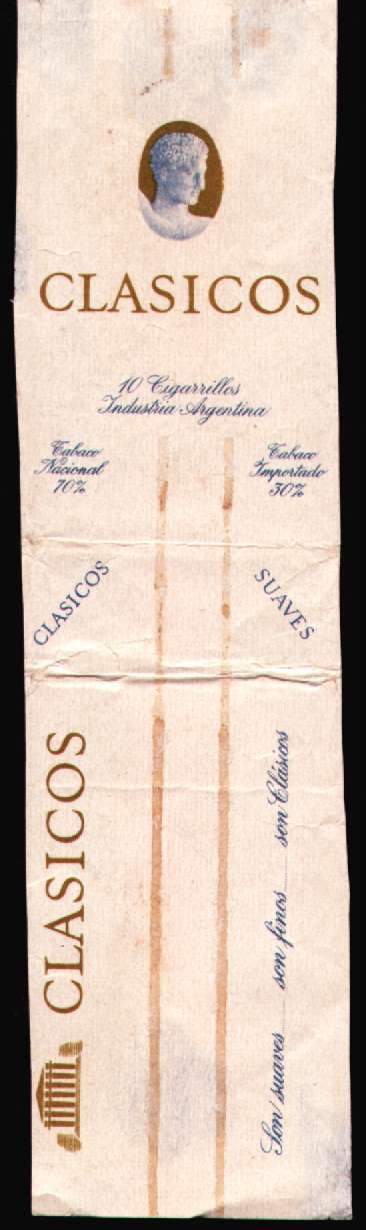 CLASICOS
10 Cigarrillos
Industria Argentina
Tabaco
Nacional
70%
Tabaco
Importado
30%
CLASICOS
SUAVES
CLASICOS
Son suaves......son finos......son Clásicos